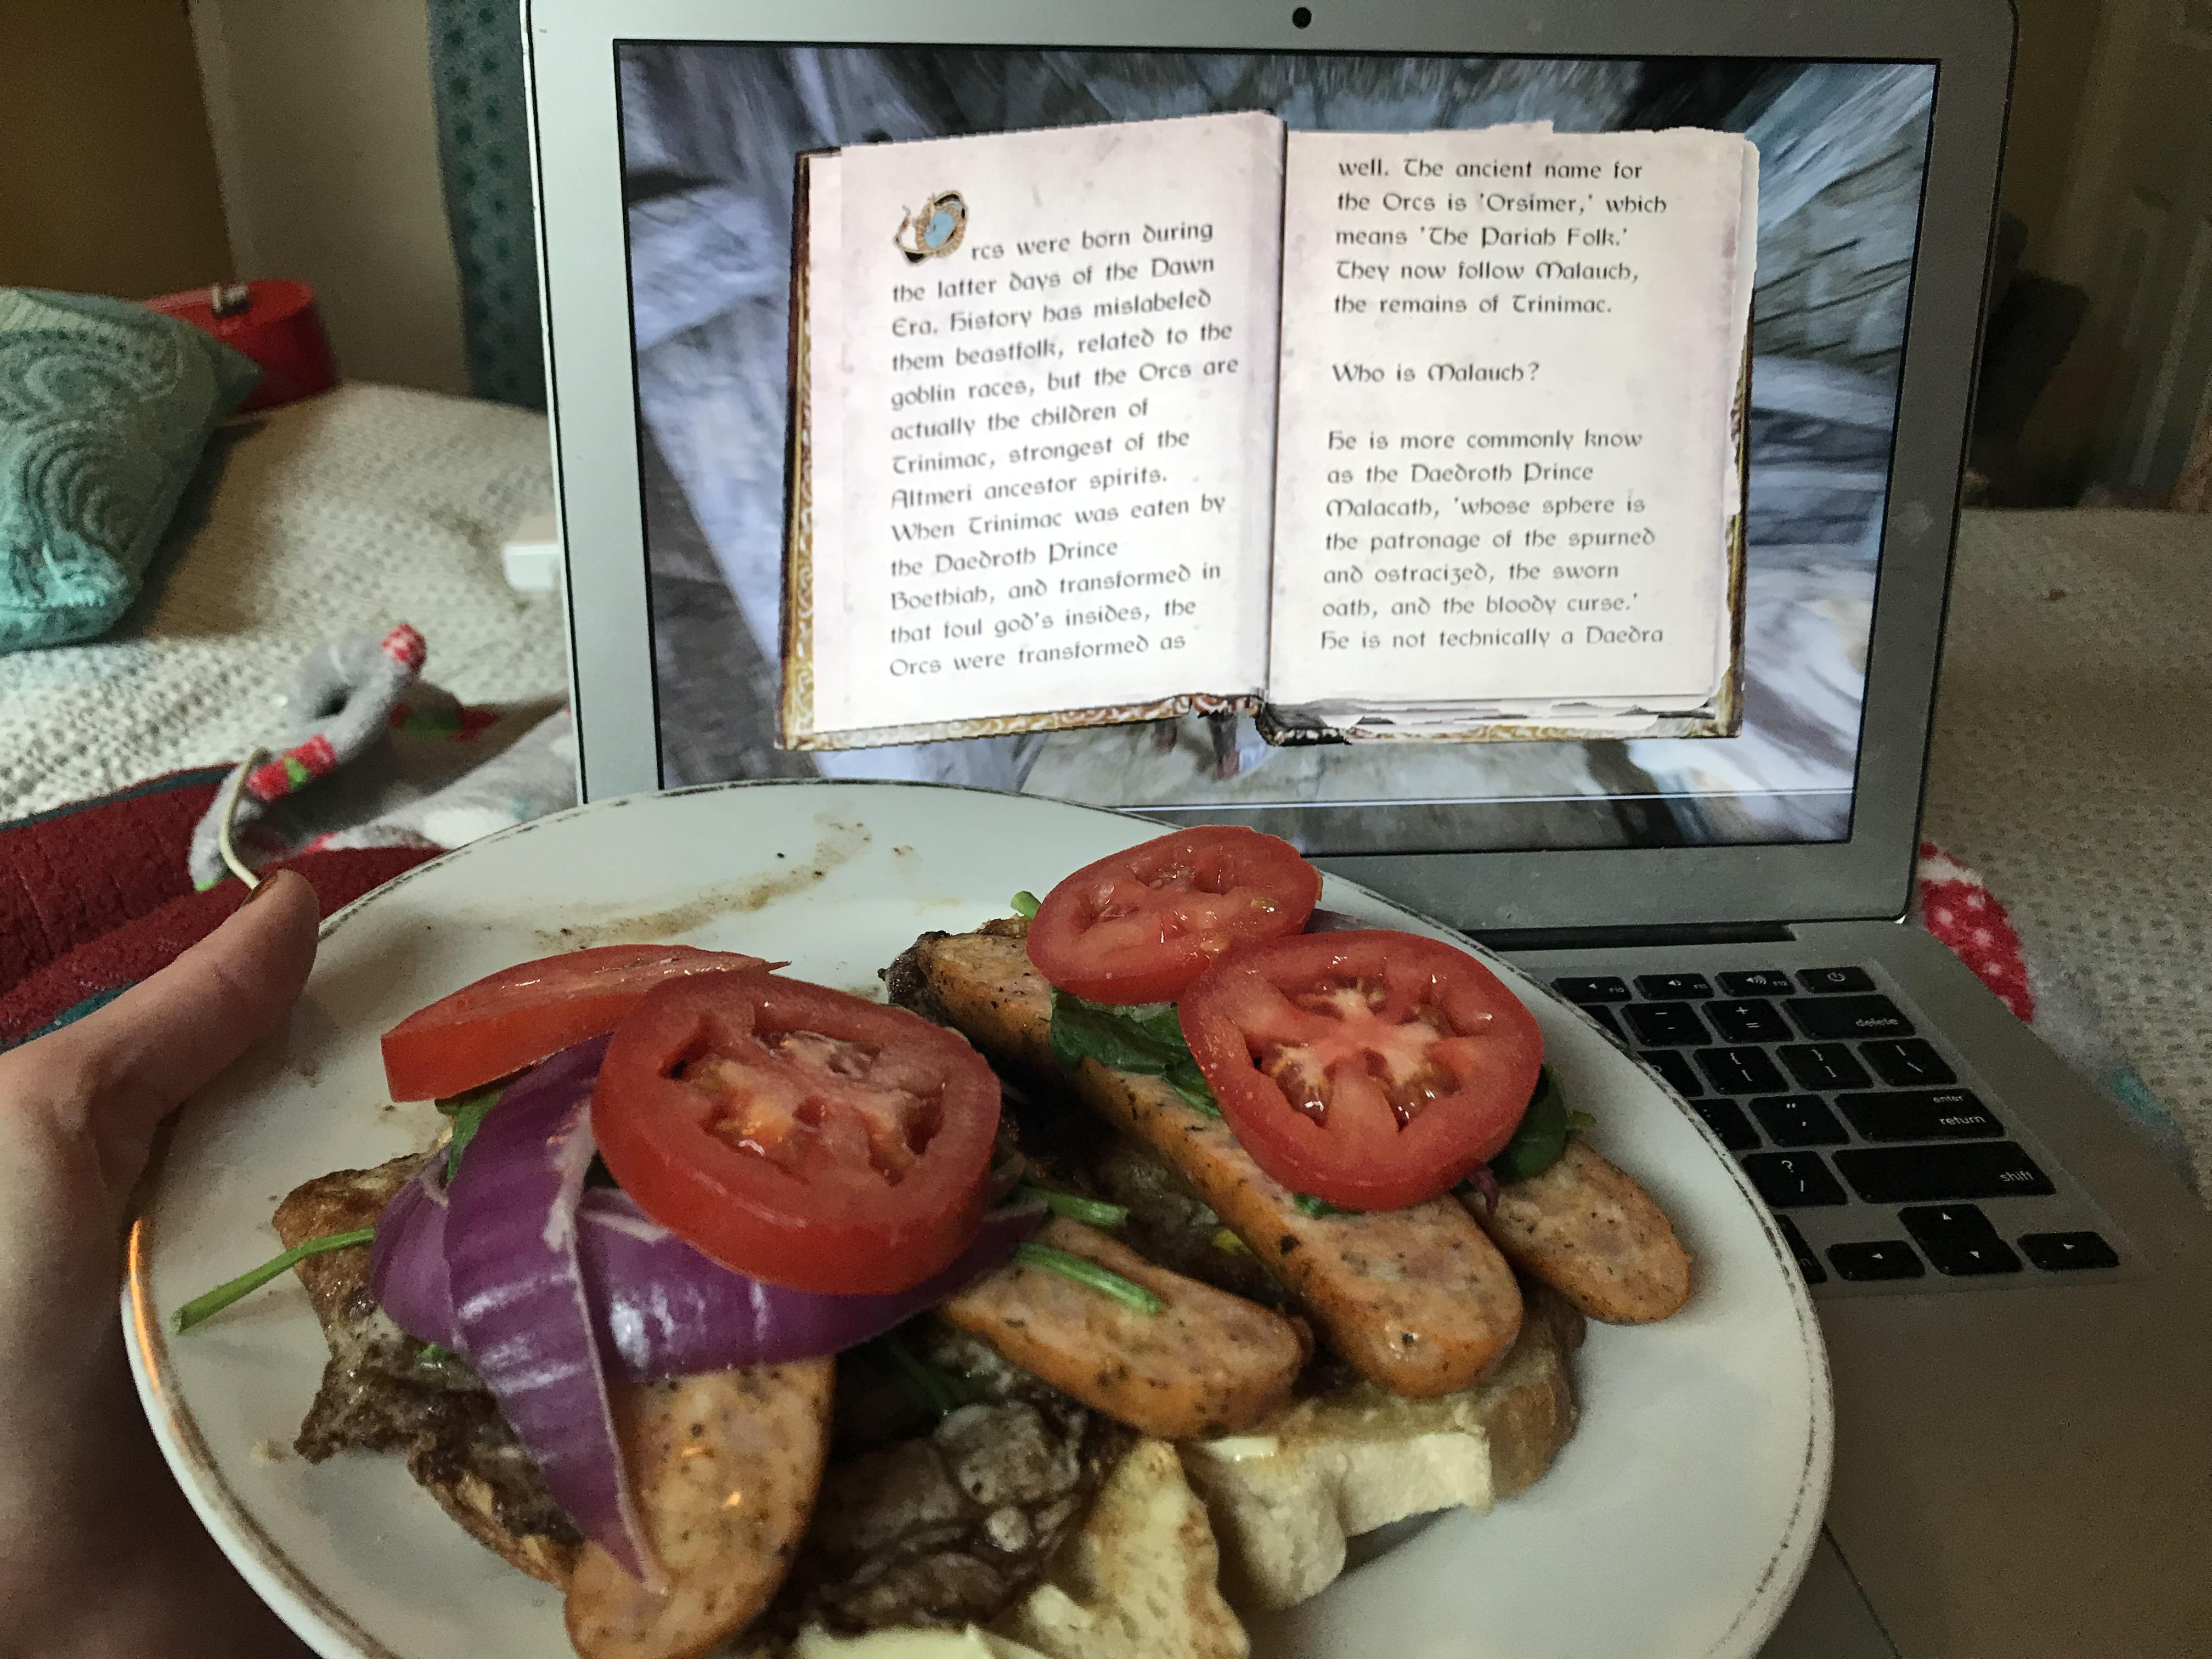 Orcs were born during
the latter days of the Dawn
Era. History has mislabeled
them beastfolk, related to the
goblin races, but the Orcs are
actually the children of
Trinimac, strongest of the
Altmeri ancestor spirits.
When Trinimac was eaten by
the Daedroth Prince
Boethiah, and transformed in
that foul god's insides, the
Orcs were transformed as
well. The ancient name for
the Orcs is 'Orsimer,' which
means 'The Pariah Folk.'
They now follow Malauch,
the remains of Trinimac.
Who is Malauch?
He is more commonly know
as the Daedroth Prince
Malacath, 'whose sphere is
the patronage of the spurned
and ostracized, the sworn
oath, and the bloody curse.'
He is not technically a Daedra
delete
enter
return
shift